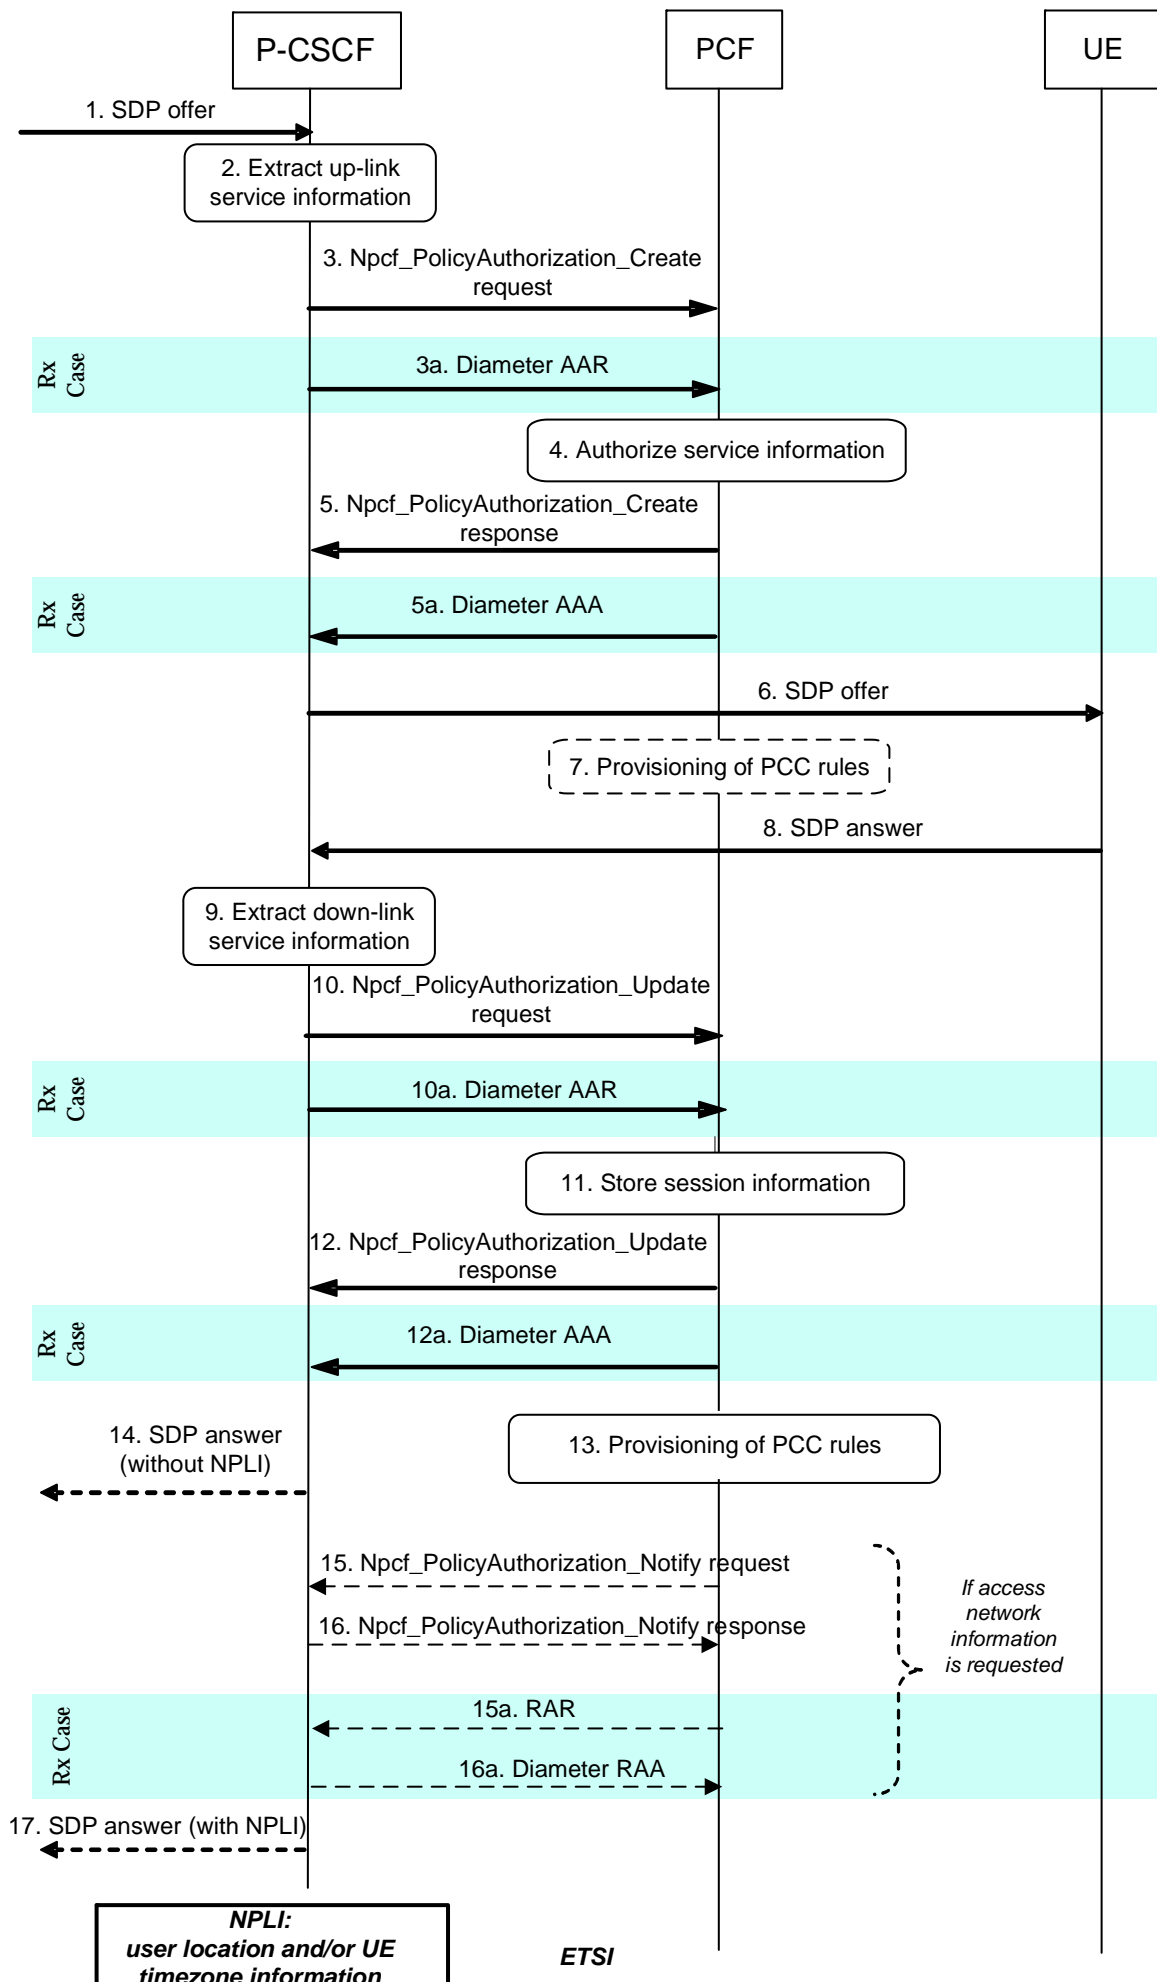 P-CSCF
PCF
UE
1. SDP offer
2. Extract up-link
service information
3. Npcf_PolicyAuthorization_Create
request
Rx
Case
3a. Diameter AAR
4. Authorize service information
5. Npcf_PolicyAuthorization_Create
response
Rx
Case
5a. Diameter AAA
6. SDP offer
7. Provisioning of PCC rules
8. SDP answer
9. Extract down-link
service information
10. Npcf_PolicyAuthorization_Update
request
Rx
Case
10a. Diameter AAR
11. Store session information
12. Npcf_PolicyAuthorization_Update
response
Rx
Case
12a. Diameter AAA
14. SDP answer
(without NPLI)
13. Provisioning of PCC rules
15. Npcf_PolicyAuthorization_Notify request
16. Npcf_PolicyAuthorization_Notify response
If access
network
information
is requested
Rx Case
15a. RAR
16a. Diameter RAA
17. SDP answer (with NPLI)
NPLI:
user location and/or UE
timezone information
ETSI